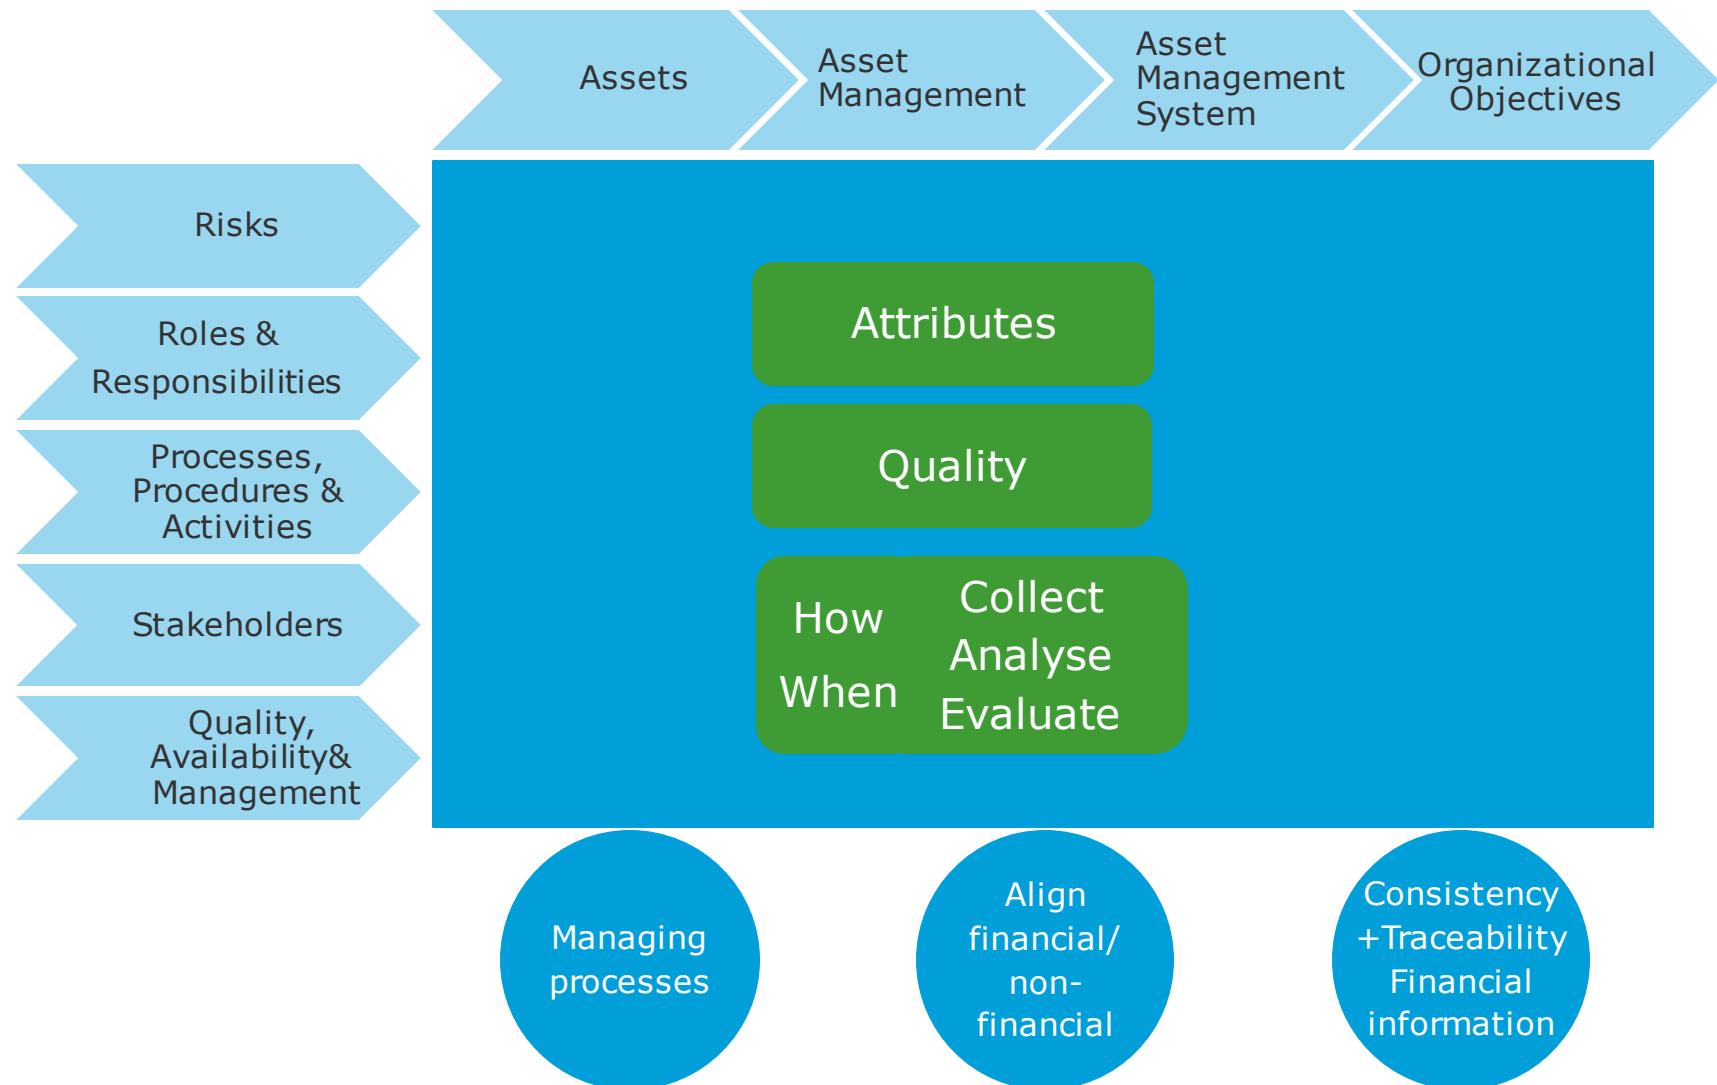 Assets
Asset
Management
Asset
Management
System
Organizational
Objectives
Risks
Roles &
Responsibilities
Processes,
Procedures &
Activities
Stakeholders
Quality,
Availability&
Management
Attributes
Quality
How
When
Collect
Analyse
Evaluate
Managing
processes
Align
financial/
non-
financial
Consistency
+Traceability
Financial
information